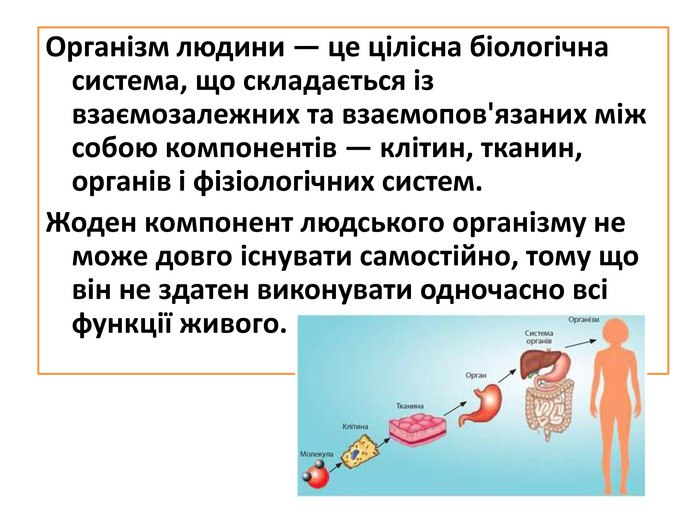 Організм людини — це цілісна біологічна
система, що складається із
взаємозалежних та взаємопов'язаних між
собою компонентів — клітин, тканин,
органів і фізіологічних систем.
Жоден компонент людського організму не
може довго існувати самостійно, тому що
він не здатен виконувати одночасно всі
функції живого.
Організм
Система
органів
Орган
Тканина
Клітина
Молекула